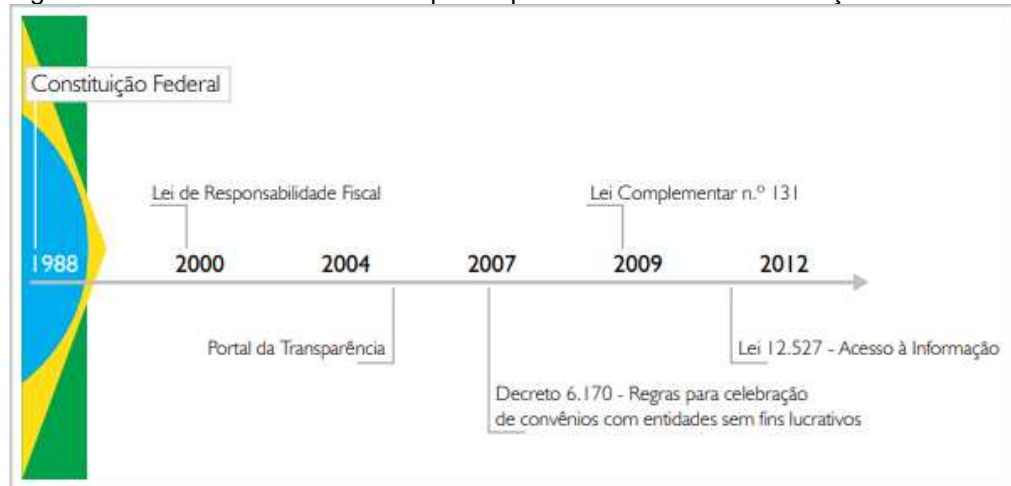 Constituição Federal
Lei de Responsabilidade Fiscal
Lei Complementar n.º 131
1988
2000
2004
2007
2009
2012
Portal da Transparência
Lei 12.527 - Acesso à Informação
Decreto 6.170 - Regras para celebração
de convênios com entidades sem fins lucrativos